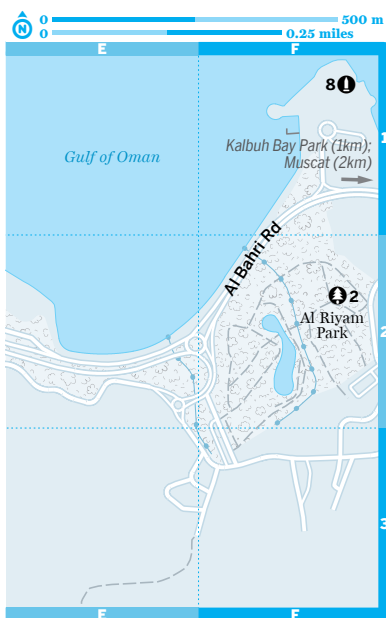 N
0 500 m
0 0.25 miles
E F
8
1
Gulf of Oman
Kalbuh Bay Park (1km);
Muscat (2km)
Al Bahri Rd
2
Al Riyam
Park
2
3
E F